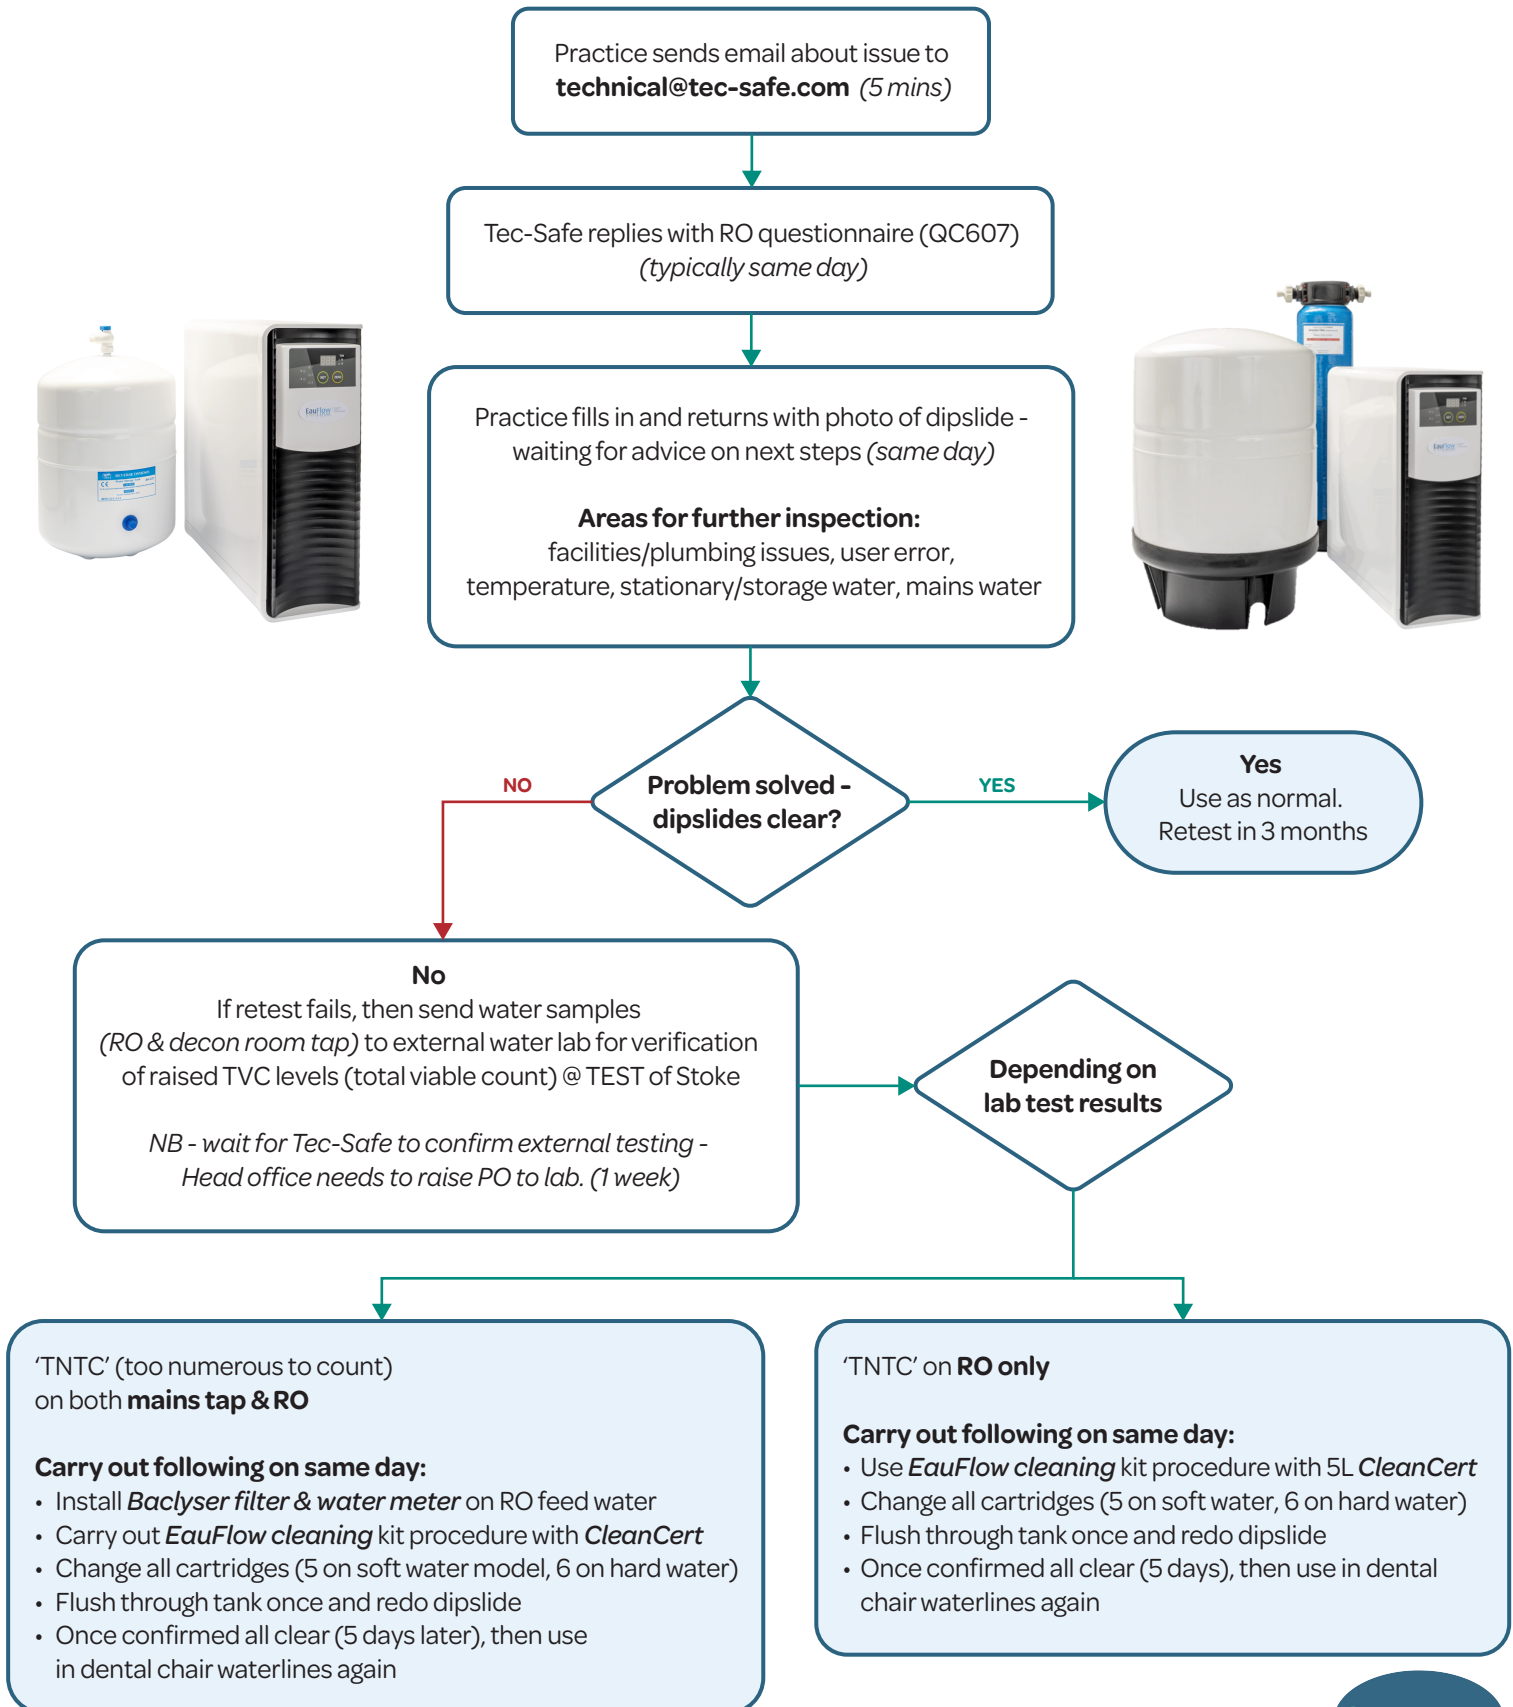 Practice sends email about issue to
technical@tec-safe.com (5 mins)
Tec-Safe replies with RO questionnaire (QC607)
(typically same day)
Practice fills in and returns with photo of dipslide -
waiting for advice on next steps (same day)
Areas for further inspection:
facilities/plumbing issues, user error,
temperature, stationary/storage water, mains water
EauFlow
EauFlow
Problem solved -
dipslides clear?
NO
YES
Yes
Use as normal.
Retest in 3 months
No
If retest fails, then send water samples
(RO & decon room tap) to external water lab for verification
of raised TVC levels (total viable count) @ TEST of Stoke
NB - wait for Tec-Safe to confirm external testing -
Head office needs to raise PO to lab. (1 week)
Depending on
lab test results
‘TNTC’ (too numerous to count)
on both mains tap & RO
Carry out following on same day:
• Install Baclyser filter & water meter on RO feed water
• Carry out EauFlow cleaning kit procedure with CleanCert
• Change all cartridges (5 on soft water model, 6 on hard water)
• Flush through tank once and redo dipslide
• Once confirmed all clear (5 days later), then use
in dental chair waterlines again
‘TNTC’ on RO only
Carry out following on same day:
• Use EauFlow cleaning kit procedure with 5L CleanCert
• Change all cartridges (5 on soft water, 6 on hard water)
• Flush through tank once and redo dipslide
• Once confirmed all clear (5 days), then use in dental
chair waterlines again